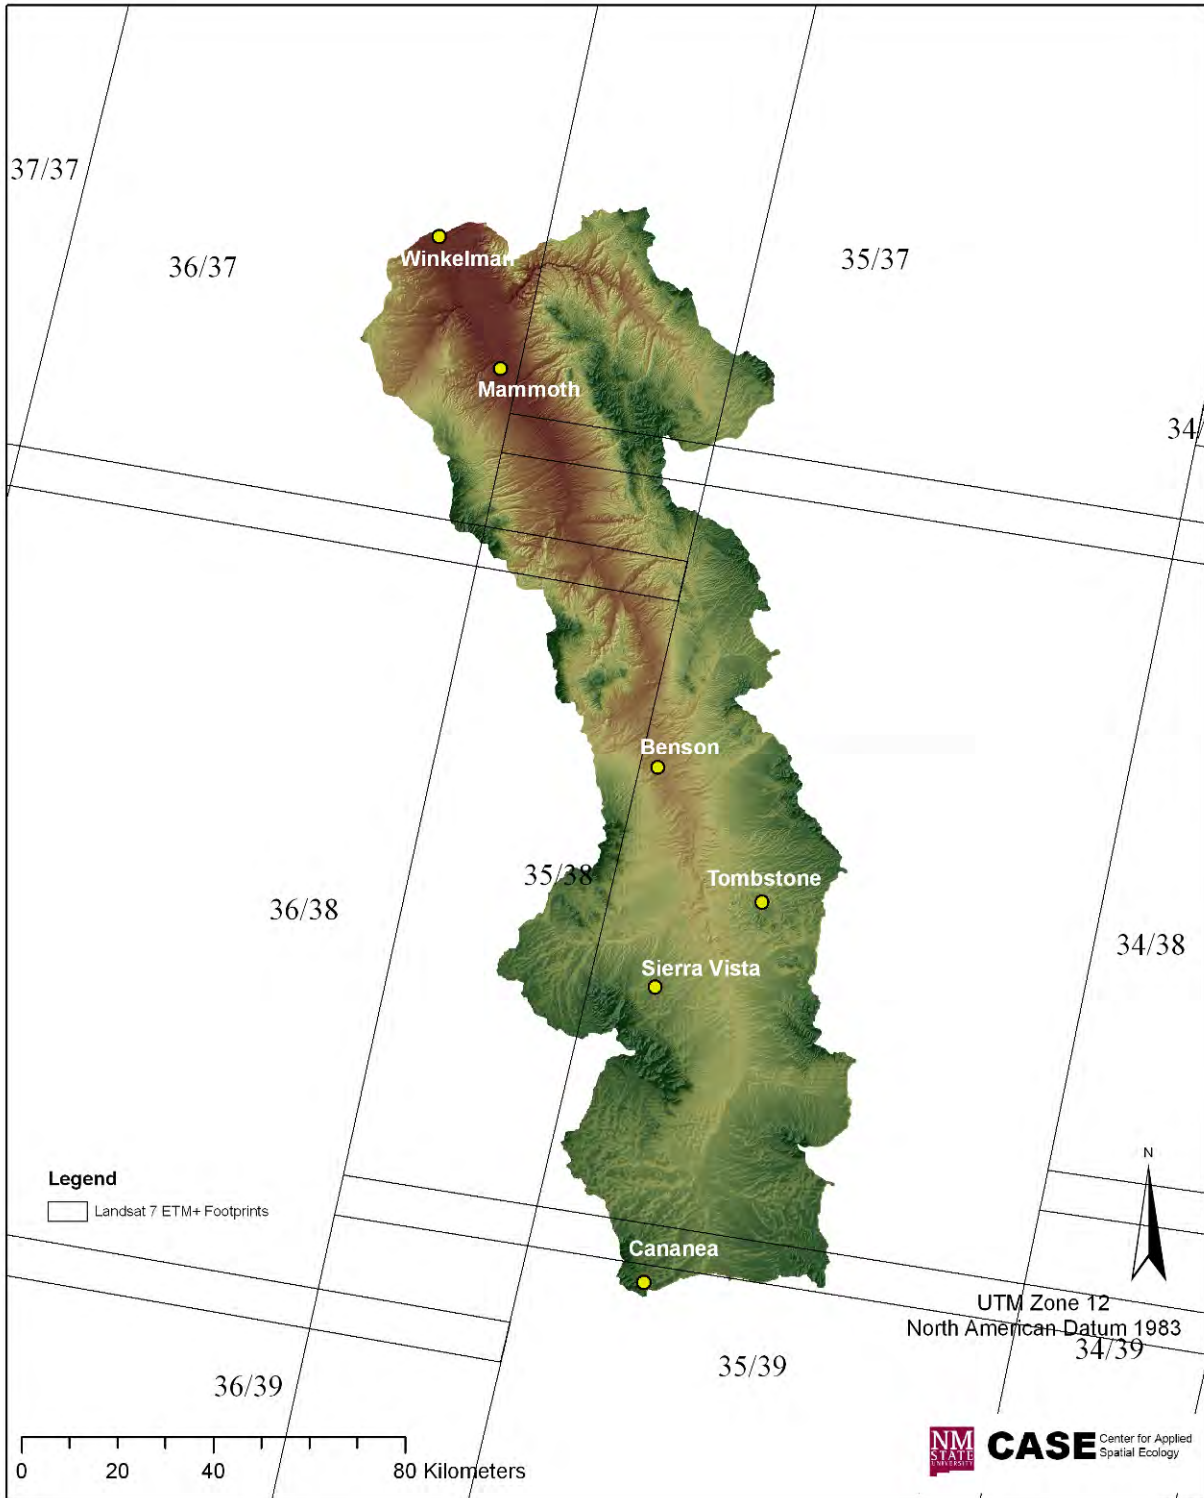 37/37
36/37
35/37
Winkelman
Mammoth
34/
Benson
35/38
Tombstone
36/38
34/38
Sierra Vista
Legend
Landsat 7 ETM+ Footprints
N
Cananea
UTM Zone 12
North American Datum 1983
34/39
35/39
36/39
0 20 40 80 Kilometers
NM
STATE
UNIVERSITY
CASE Center for Applied
Spatial Ecology